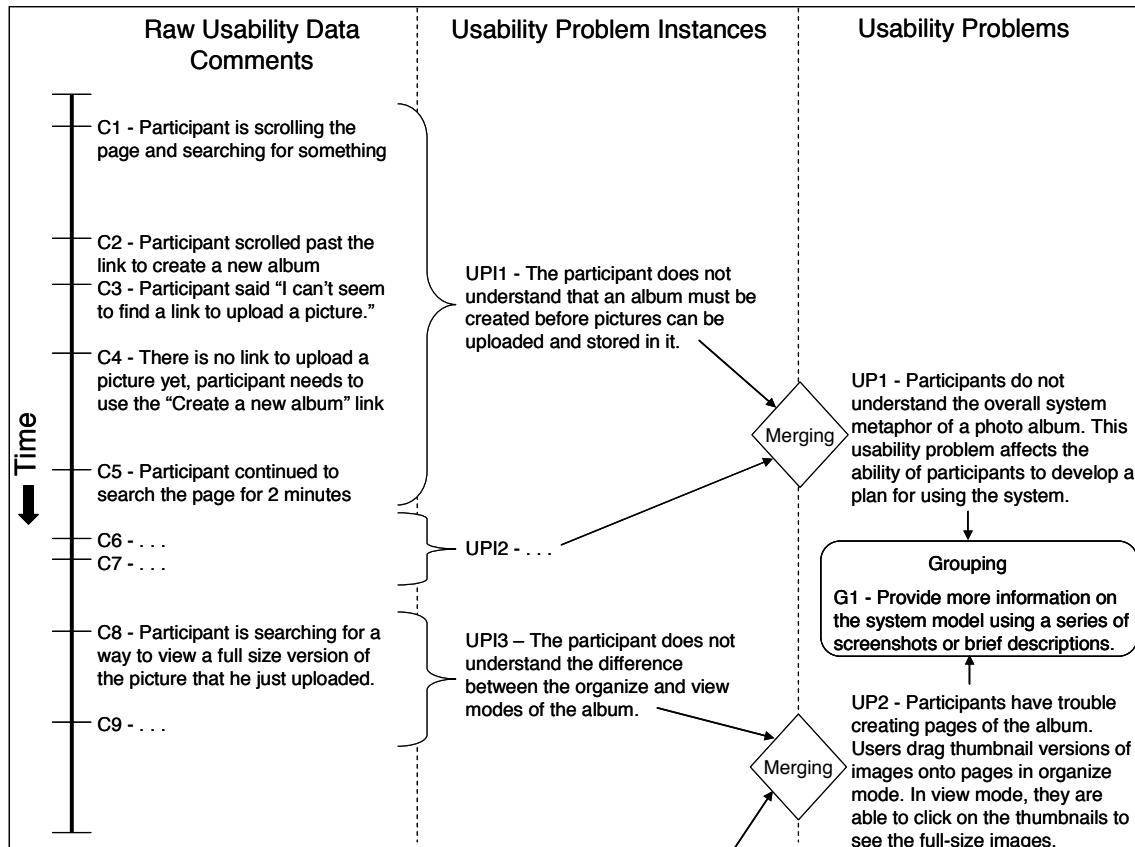 Raw Usability Data
Comments
Usability Problem Instances
Usability Problems
Time
C1 - Participant is scrolling the
page and searching for something
C2 - Participant scrolled past the
link to create a new album
C3 - Participant said “I can’t seem
to find a link to upload a picture.”
C4 - There is no link to upload a
picture yet, participant needs to
use the “Create a new album” link
C5 - Participant continued to
search the page for 2 minutes
C6 - . . .
C7 - . . .
C8 - Participant is searching for a
way to view a full size version of
the picture that he just uploaded.
C9 - . . .
UPI1 - The participant does not
understand that an album must be
created before pictures can be
uploaded and stored in it.
UPI2 - . . .
UPI3 – The participant does not
understand the difference
between the organize and view
modes of the album.
Merging
Merging
UP1 - Participants do not
understand the overall system
metaphor of a photo album. This
usability problem affects the
ability of participants to develop a
plan for using the system.
Grouping
G1 - Provide more information on
the system model using a series of
screenshots or brief descriptions.
UP2 - Participants have trouble
creating pages of the album.
Users drag thumbnail versions of
images onto pages in organize
mode. In view mode, they are
able to click on the thumbnails to
see the full-size images.